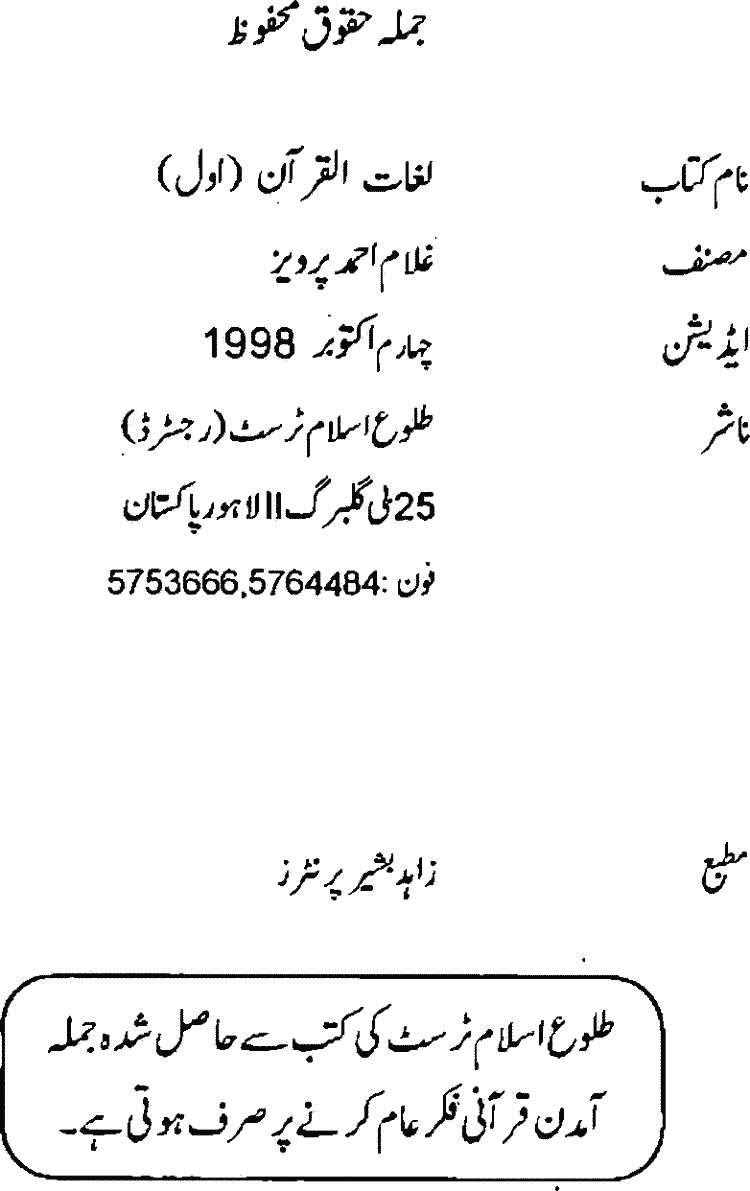 جملہ حقوق محفوظ
نام کتاب لغات القرآن (اول)
مصنف غلام احمد پرویز
ایڈیشن چہارم اکتوبر 1998
ناشر طلوع اسلام ٹرسٹ (رجسٹرڈ)
25 بی گلبرگ II لاہور پاکستان
فون: 5753666,5764484
مطبع زاہد بشیر پرنٹرز
طلوع اسلام ٹرسٹ کی کتب سے حاصل شدہ جملہ
آمدن قرآنی فکر عام کرنے پر صرف ہوتی ہے۔